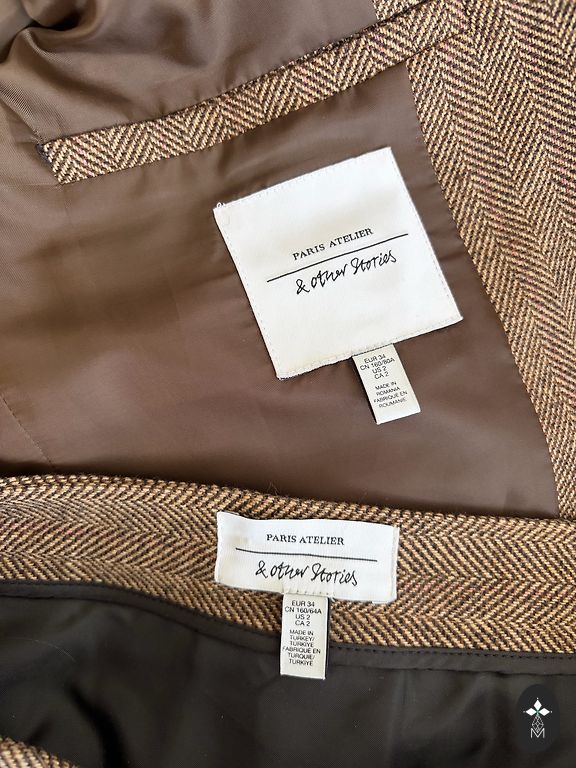 PARIS ATELIER
& other Stories
EUR 34
CN 160/80A
US 2
CA 2
MADE IN
ROMANIA
FABRIQUÉ EN
ROUMANIE
PARIS ATELIER
& other Stories
EUR 34
CN 160/64A
US 2
CA 2
MADE IN
TURKEY/
TÜRKIYE
FABRIQUÉ EN
TURQUIE/
TÜRKIYE
M